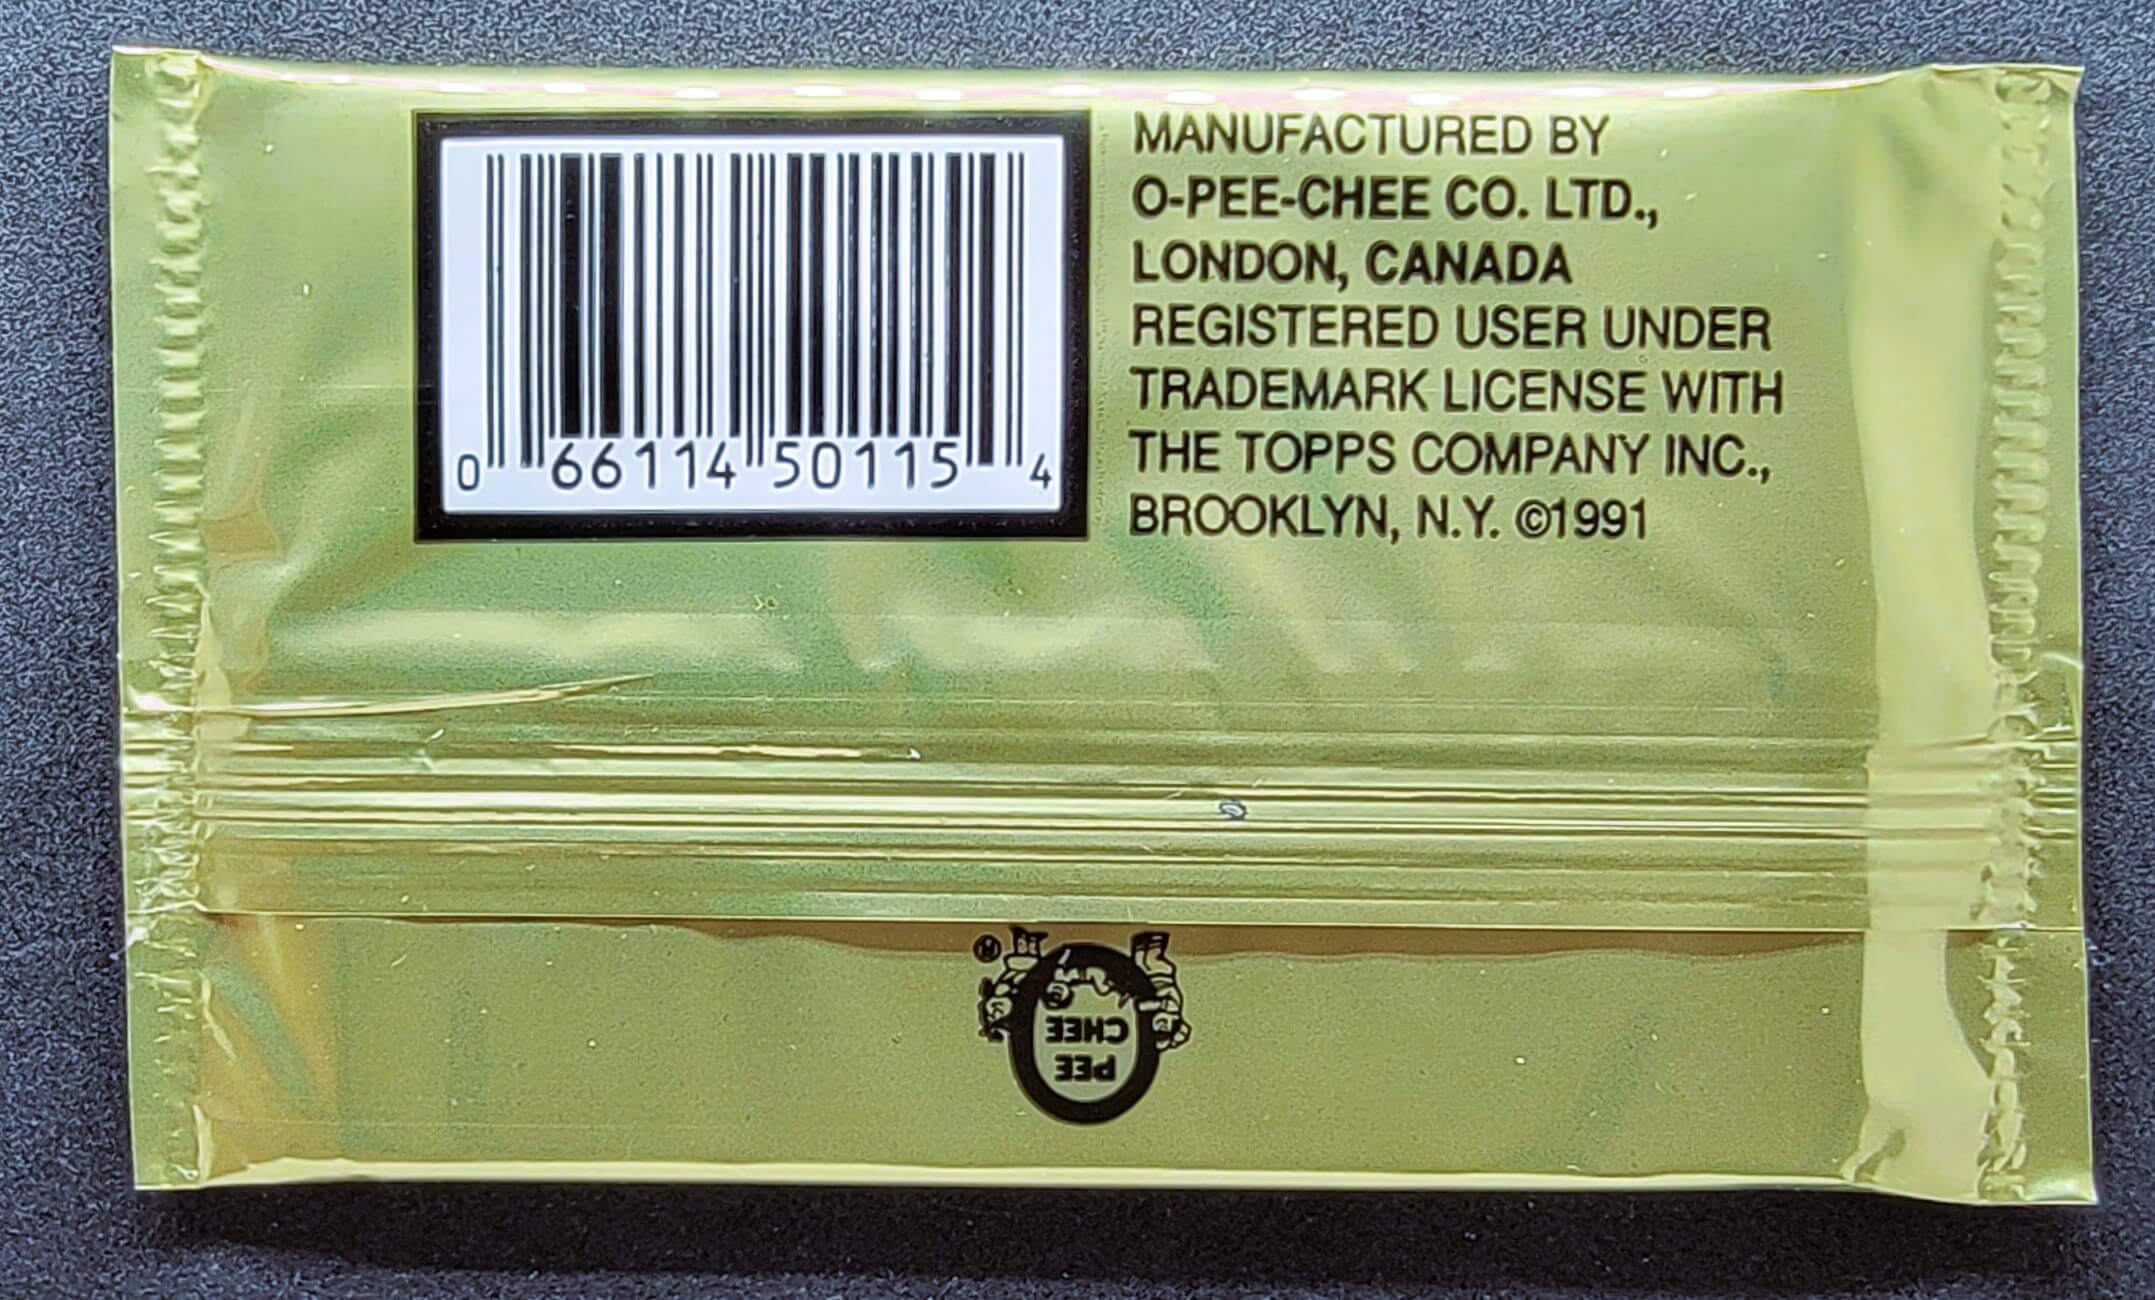 MANUFACTURED BY
O-PEE-CHEE CO. LTD.,
LONDON, CANADA
REGISTERED USER UNDER
TRADEMARK LICENSE WITH
THE TOPPS COMPANY INC.,
BROOKLYN, N.Y. ©1991
0 66114 50115 4
PEE
CHEE